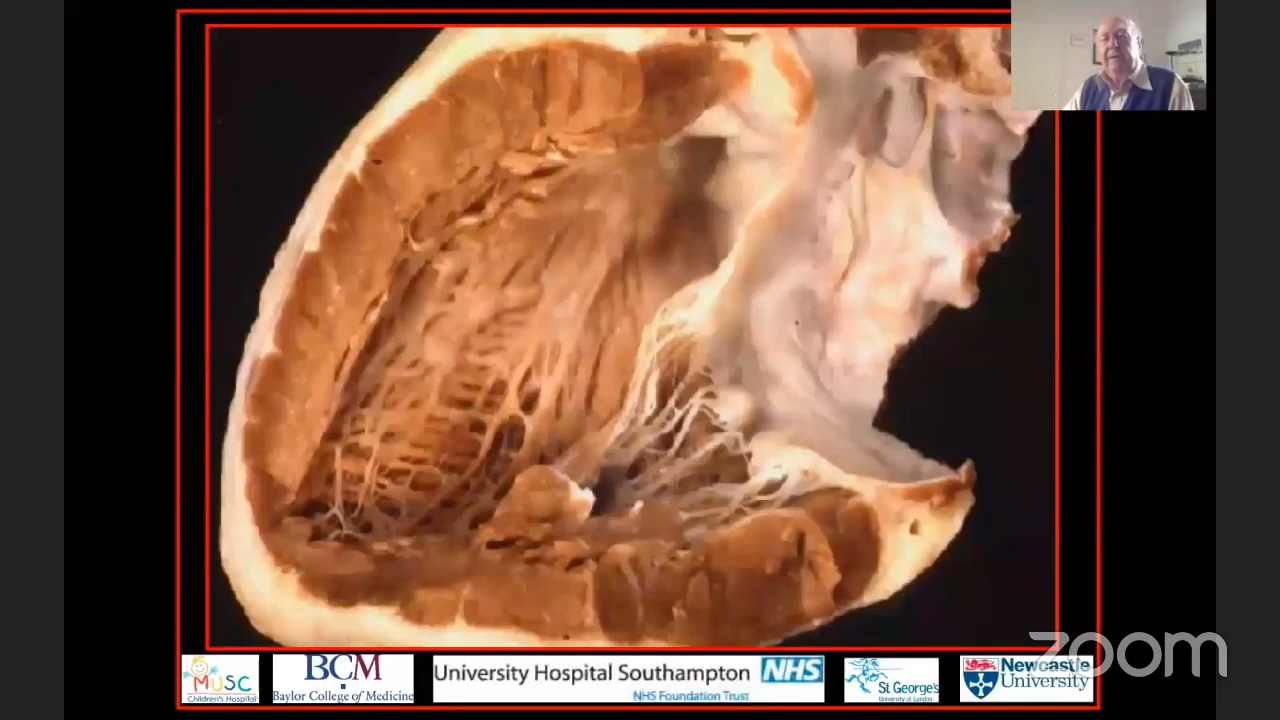 MUSC
Children's Hospital
BCM
Baylor College of Medicine
University Hospital Southampton
NHS
NHS Foundation Trust
St George's
University of London
Newcastle
University
zoom